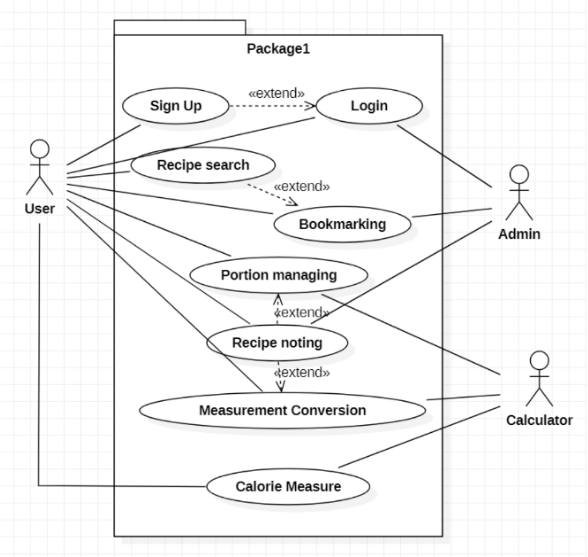 Package1
«extend»
Sign Up
Login
Recipe search
«extend»
User
Bookmarking
Admin
Portion managing
«extend»
Recipe noting
«extend»
Measurement Conversion
Calculator
Calorie Measure